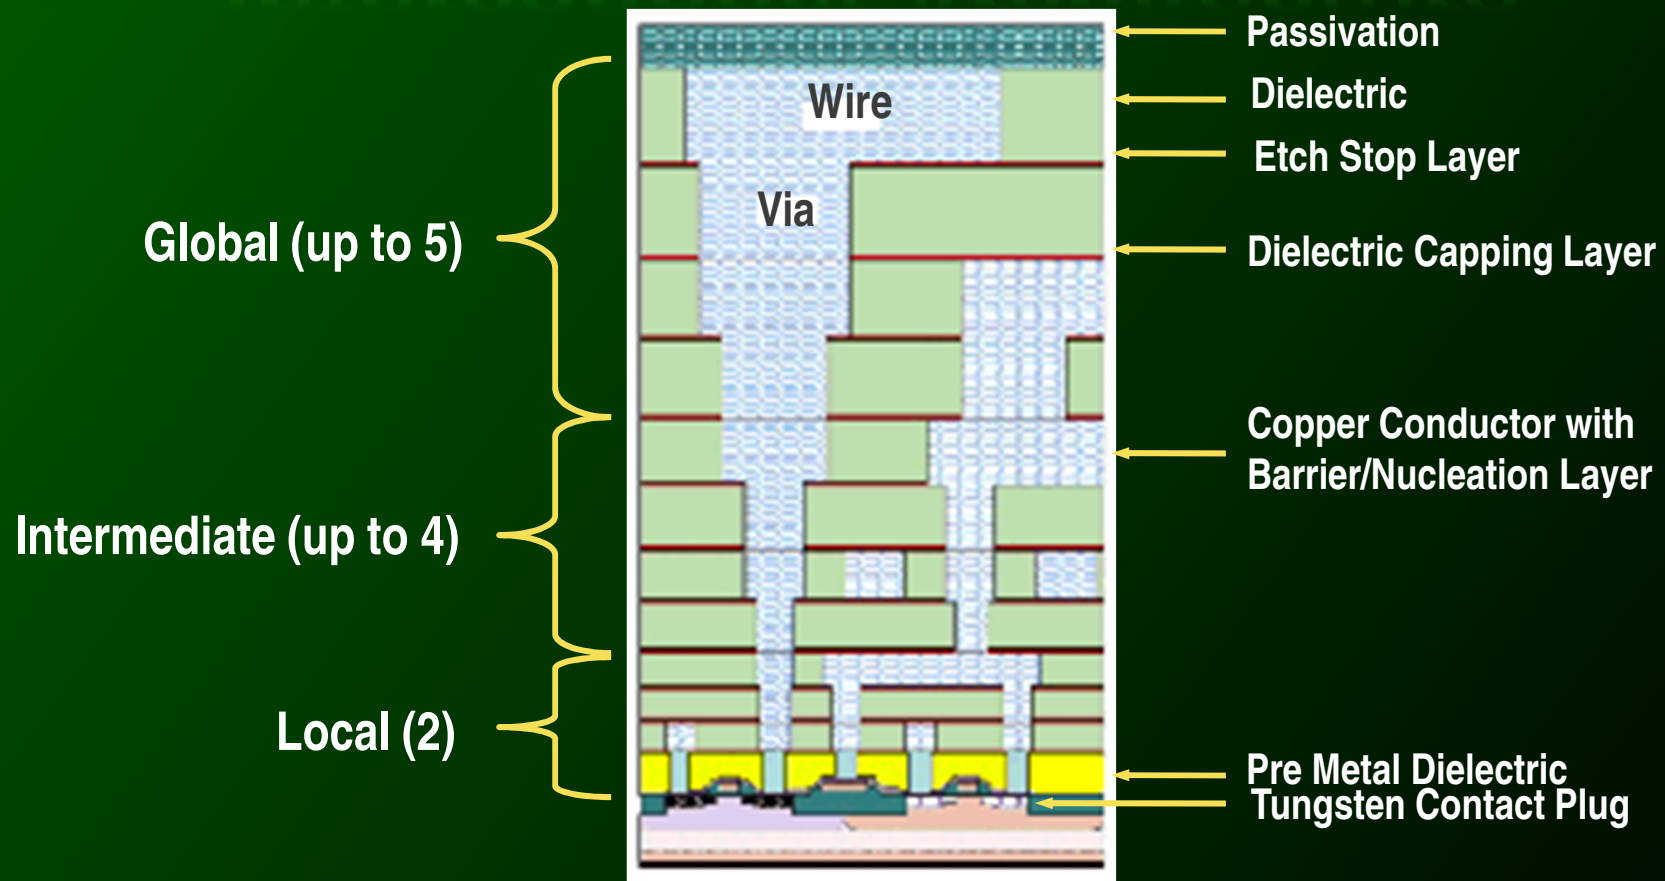 Passivation
Wire
Dielectric
Etch Stop Layer
Via
Global (up to 5)
Dielectric Capping Layer
Copper Conductor with
Barrier/Nucleation Layer
Intermediate (up to 4)
Local (2)
Pre Metal Dielectric
Tungsten Contact Plug